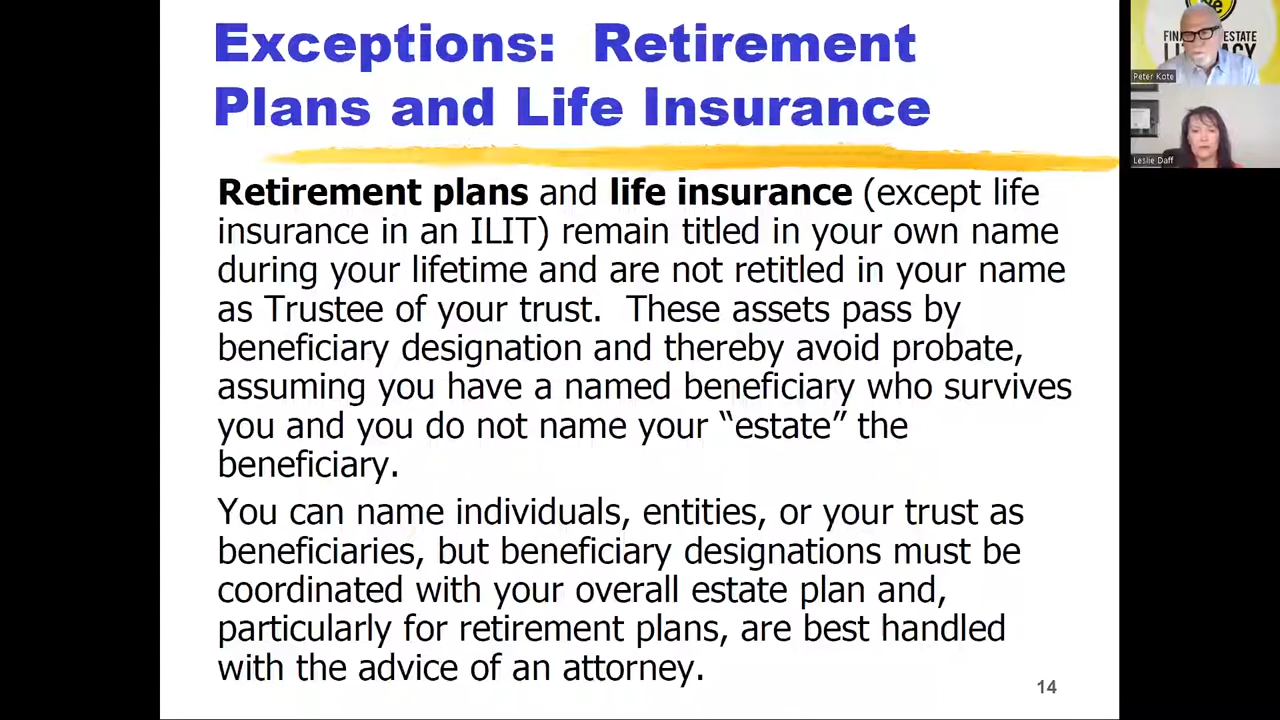 Exceptions: Retirement
Plans and Life Insurance
Retirement plans and life insurance (except life
insurance in an ILIT) remain titled in your own name
during your lifetime and are not retitled in your name
as Trustee of your trust. These assets pass by
beneficiary designation and thereby avoid probate,
assuming you have a named beneficiary who survives
you and you do not name your “estate” the
beneficiary.
You can name individuals, entities, or your trust as
beneficiaries, but beneficiary designations must be
coordinated with your overall estate plan and,
particularly for retirement plans, are best handled
with the advice of an attorney.
14
Peter Kote
Leslie Daff